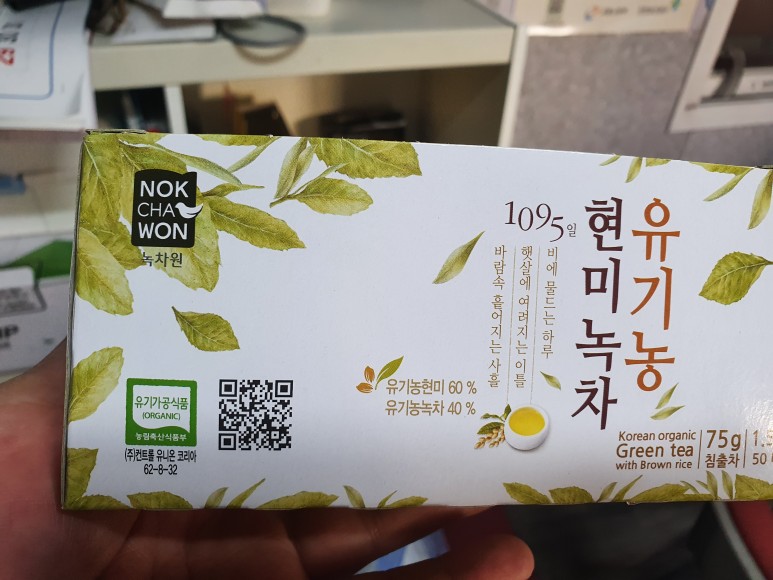 NOK
CHA
WON
녹차원
1095일
비에 물드는 하루
햇살에 여려지는 이틀
바람속 흩어지는 사흘
유기농
현미녹차
유기농현미 60 %
유기농녹차 40 %
유기가공식품
(ORGANIC)
농림축산식품부
(주)컨트롤 유니온 코리아
62-8-32
Korean organic
Green tea
with Brown rice
75g
침출차
50